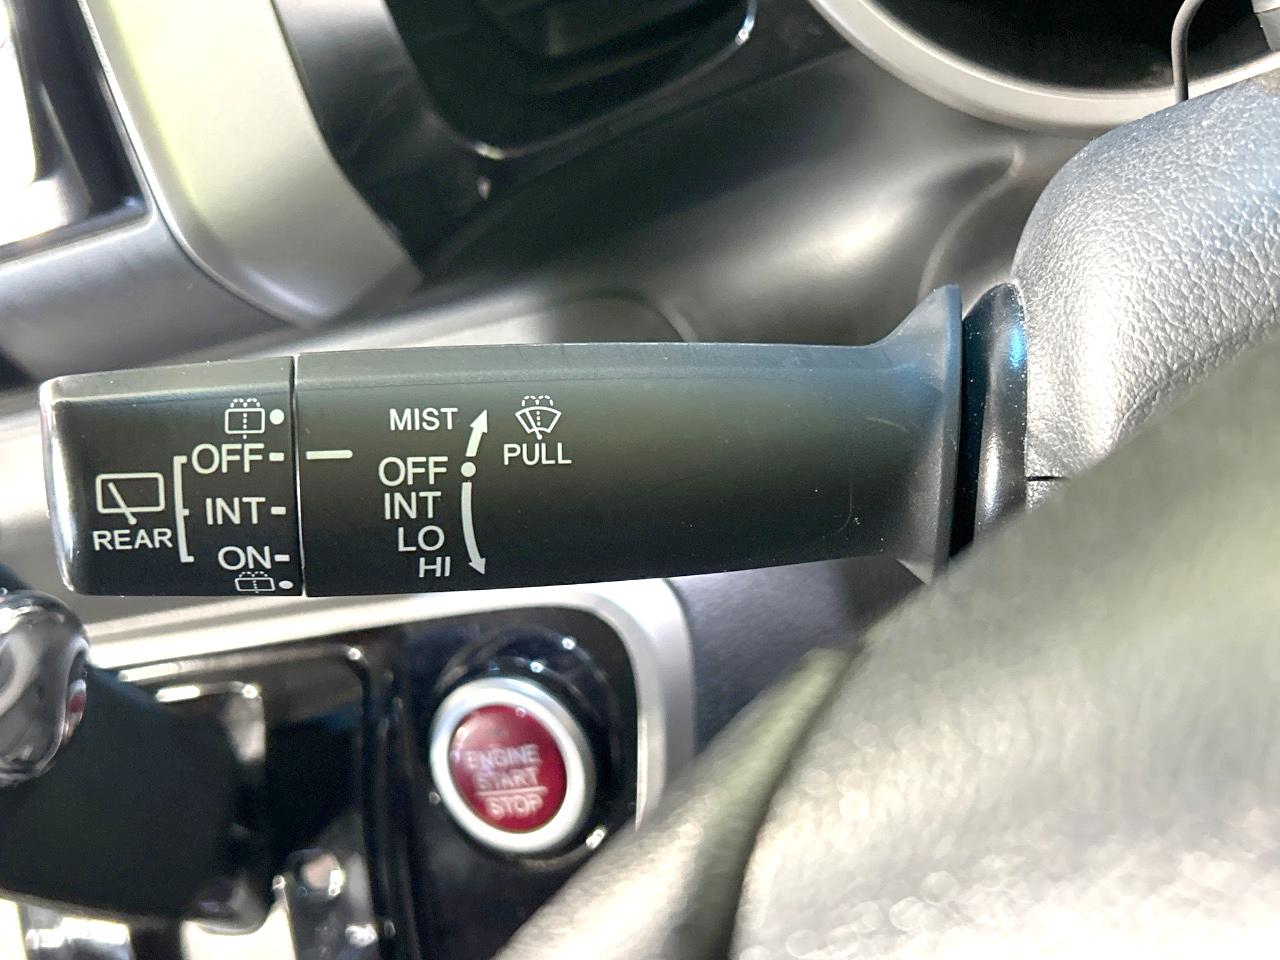 OFF
INT
ON
REAR
MIST
OFF
INT
LO
HI
PULL
ENGINE
START
STOP